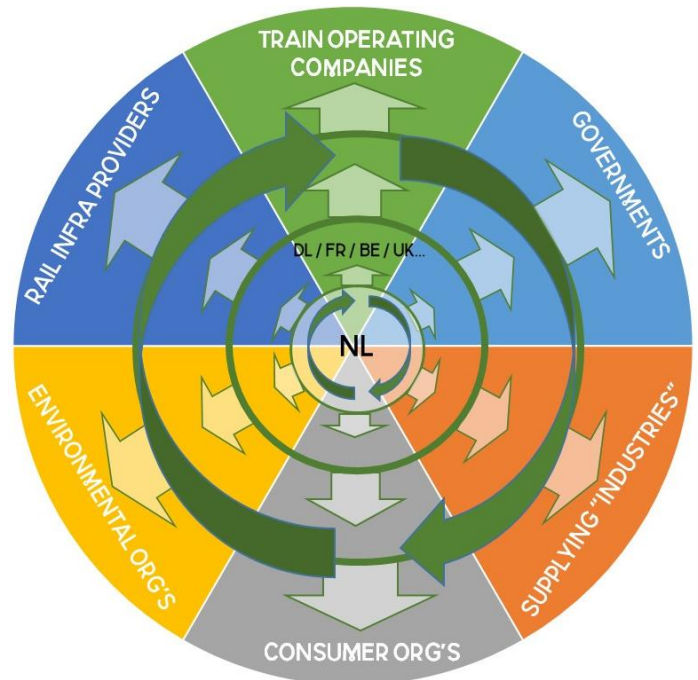 TRAIN OPERATING
COMPANIES
RAIL INFRA PROVIDERS
GOVERNMENTS
DL / FR / BE / UK...
NL
ENVIRONMENTAL ORG'S
SUPPLYING "INDUSTRIES"
CONSUMER ORG'S